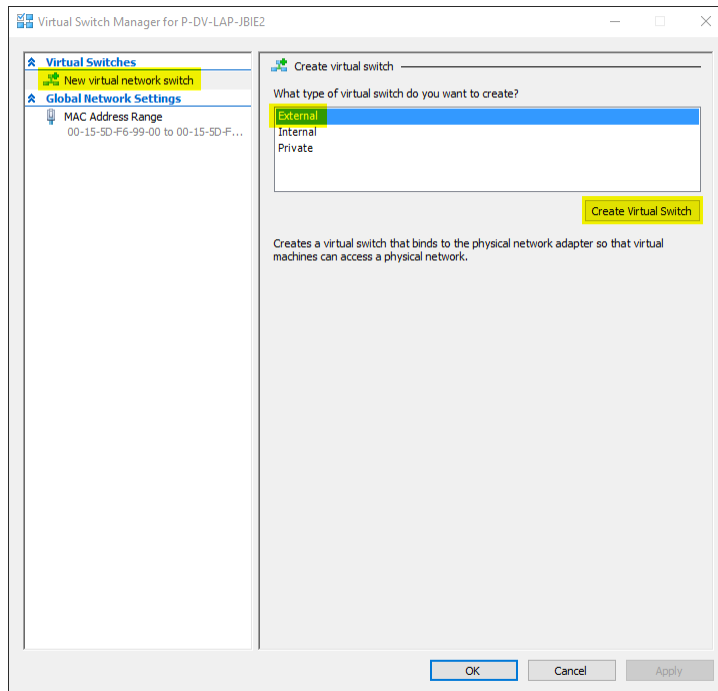 Virtual Switch Manager for P-DV-LAP-JBIE2
Virtual Switches
New virtual network switch
Global Network Settings
MAC Address Range
00-15-5D-F6-99-00 to 00-15-5D-F...
Create virtual switch
What type of virtual switch do you want to create?
External
Internal
Private
Create Virtual Switch
Creates a virtual switch that binds to the physical network adapter so that virtual
machines can access a physical network.
OK
Cancel
Apply